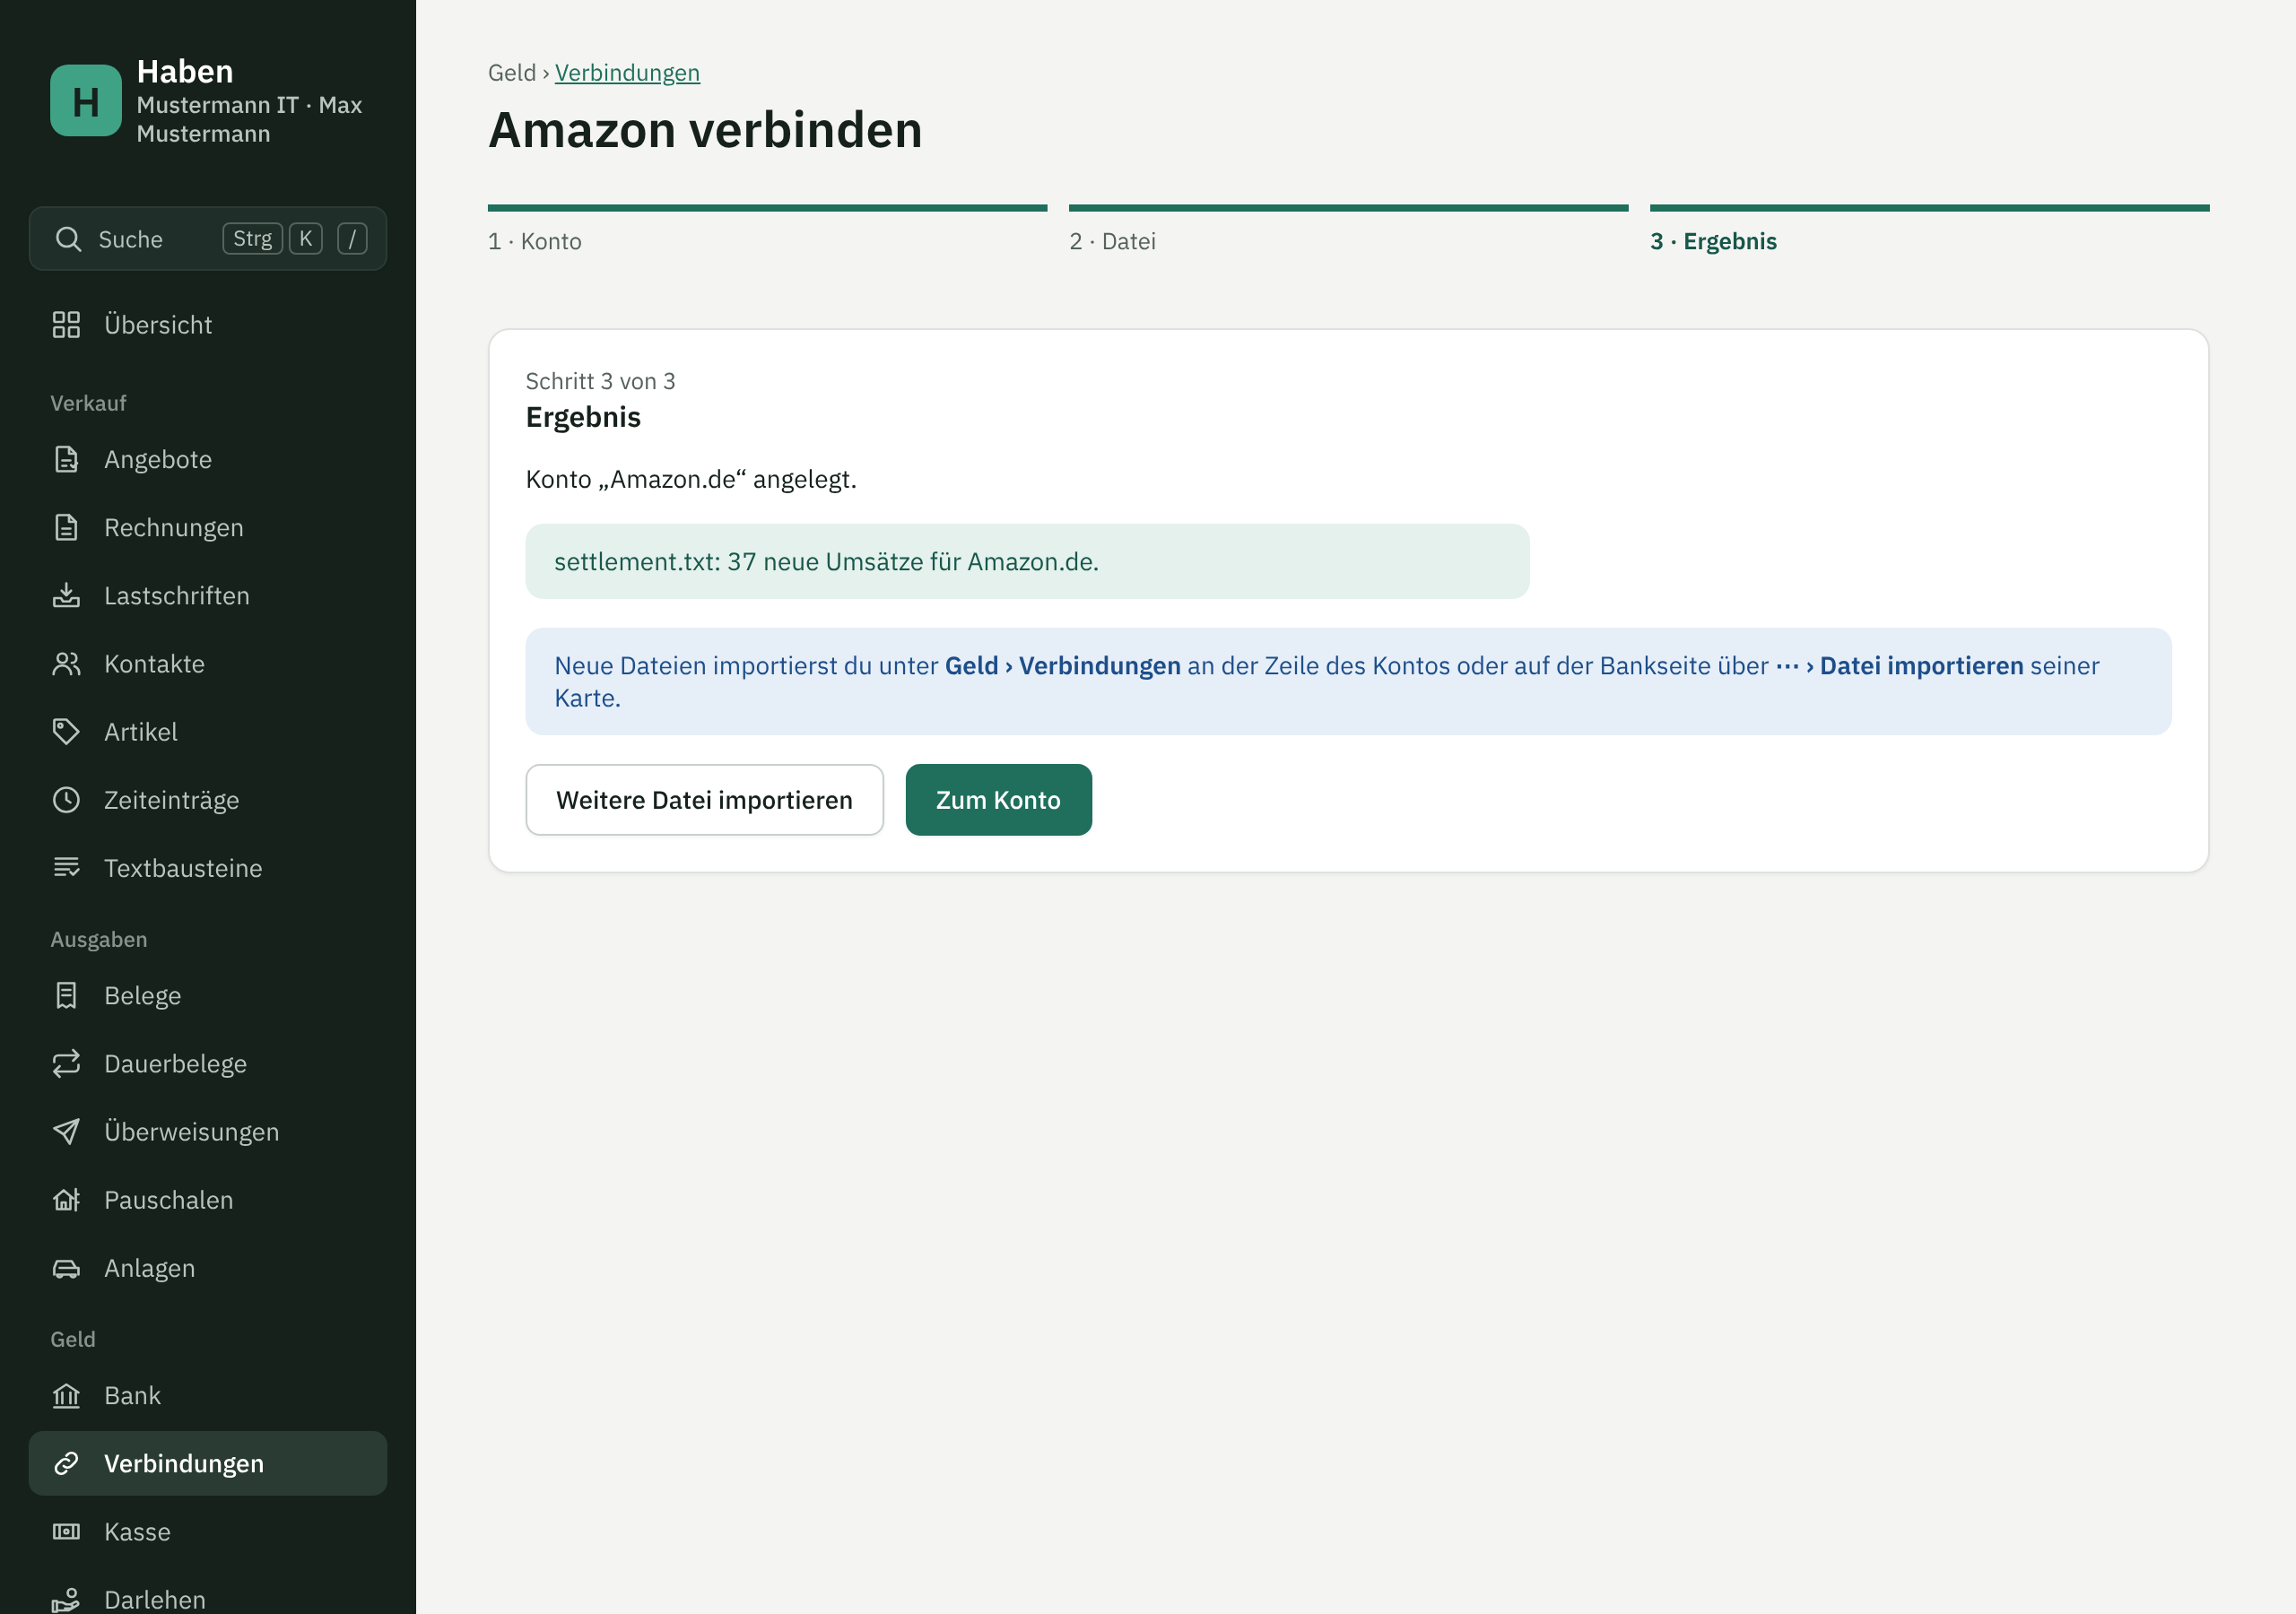 H
Haben
Mustermann IT · Max
Mustermann
Suche Strg K /
Übersicht
Verkauf
Angebote
Rechnungen
Lastschriften
Kontakte
Artikel
Zeiteinträge
Textbausteine
Ausgaben
Belege
Dauerbelege
Überweisungen
Pauschalen
Anlagen
Geld
Bank
Verbindungen
Kasse
Darlehen
Geld › Verbindungen
Amazon verbinden
1 · Konto
2 · Datei
3 · Ergebnis
Schritt 3 von 3
Ergebnis
Konto „Amazon.de“ angelegt.
settlement.txt: 37 neue Umsätze für Amazon.de.
Neue Dateien importierst du unter Geld › Verbindungen an der Zeile des Kontos oder auf der Bankseite über ··· › Datei importieren seiner
Karte.
Weitere Datei importieren
Zum Konto